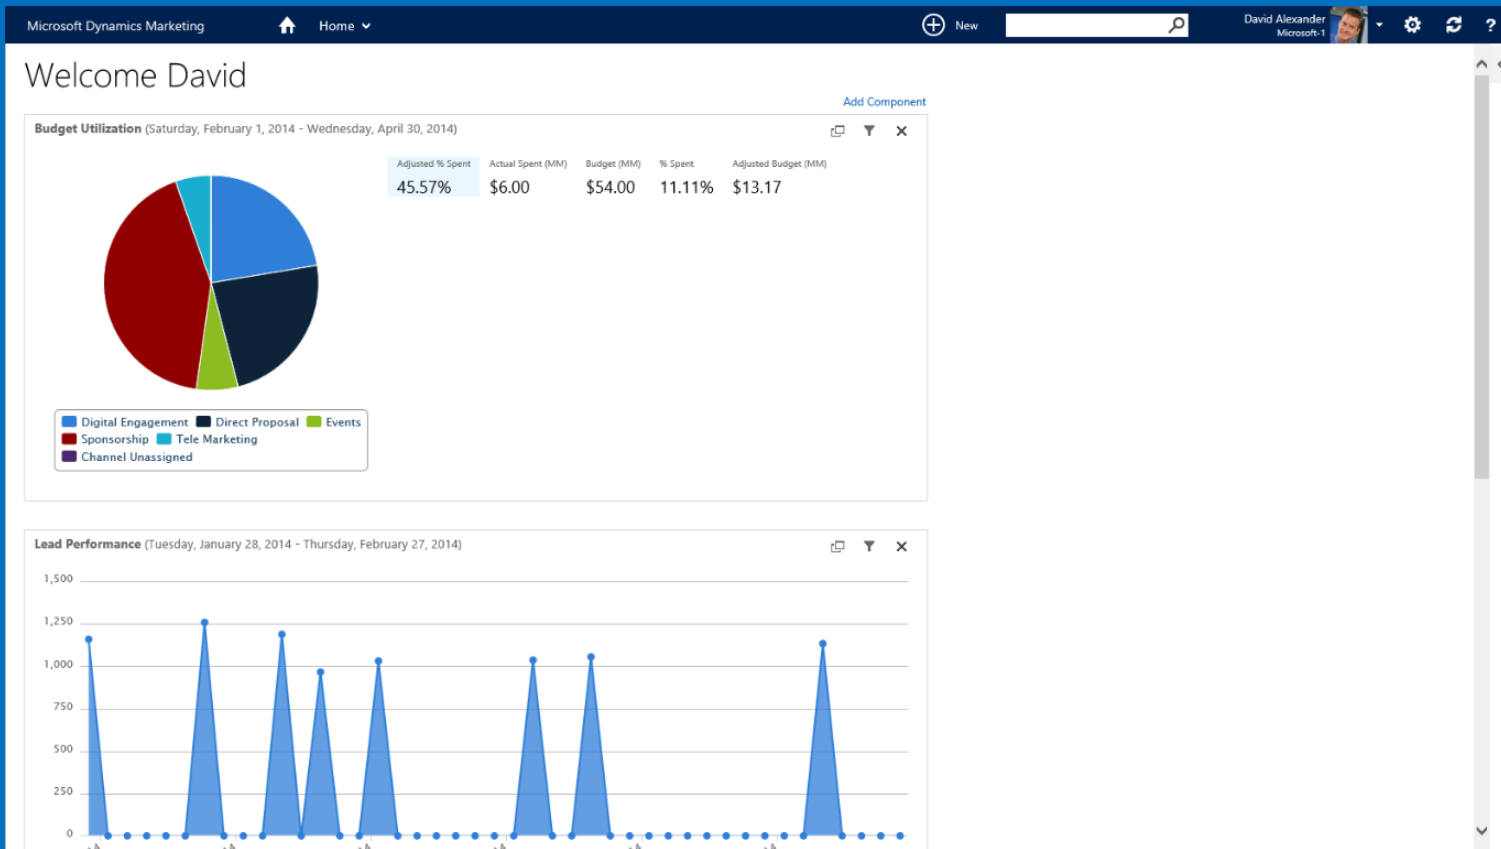 Microsoft Dynamics Marketing Home New David Alexander
Microsoft-1
?
Welcome David
Add Component
Budget Utilization (Saturday, February 1, 2014 - Wednesday, April 30, 2014)
Adjusted % Spent Actual Spent (MM) Budget (MM) % Spent Adjusted Budget (MM)
45.57% $6.00 $54.00 11.11% $13.17
Digital Engagement Direct Proposal Events
Sponsorship Tele Marketing
Channel Unassigned
Lead Performance (Tuesday, January 28, 2014 - Thursday, February 27, 2014)
1,500
1,250
1,000
750
500
250
0